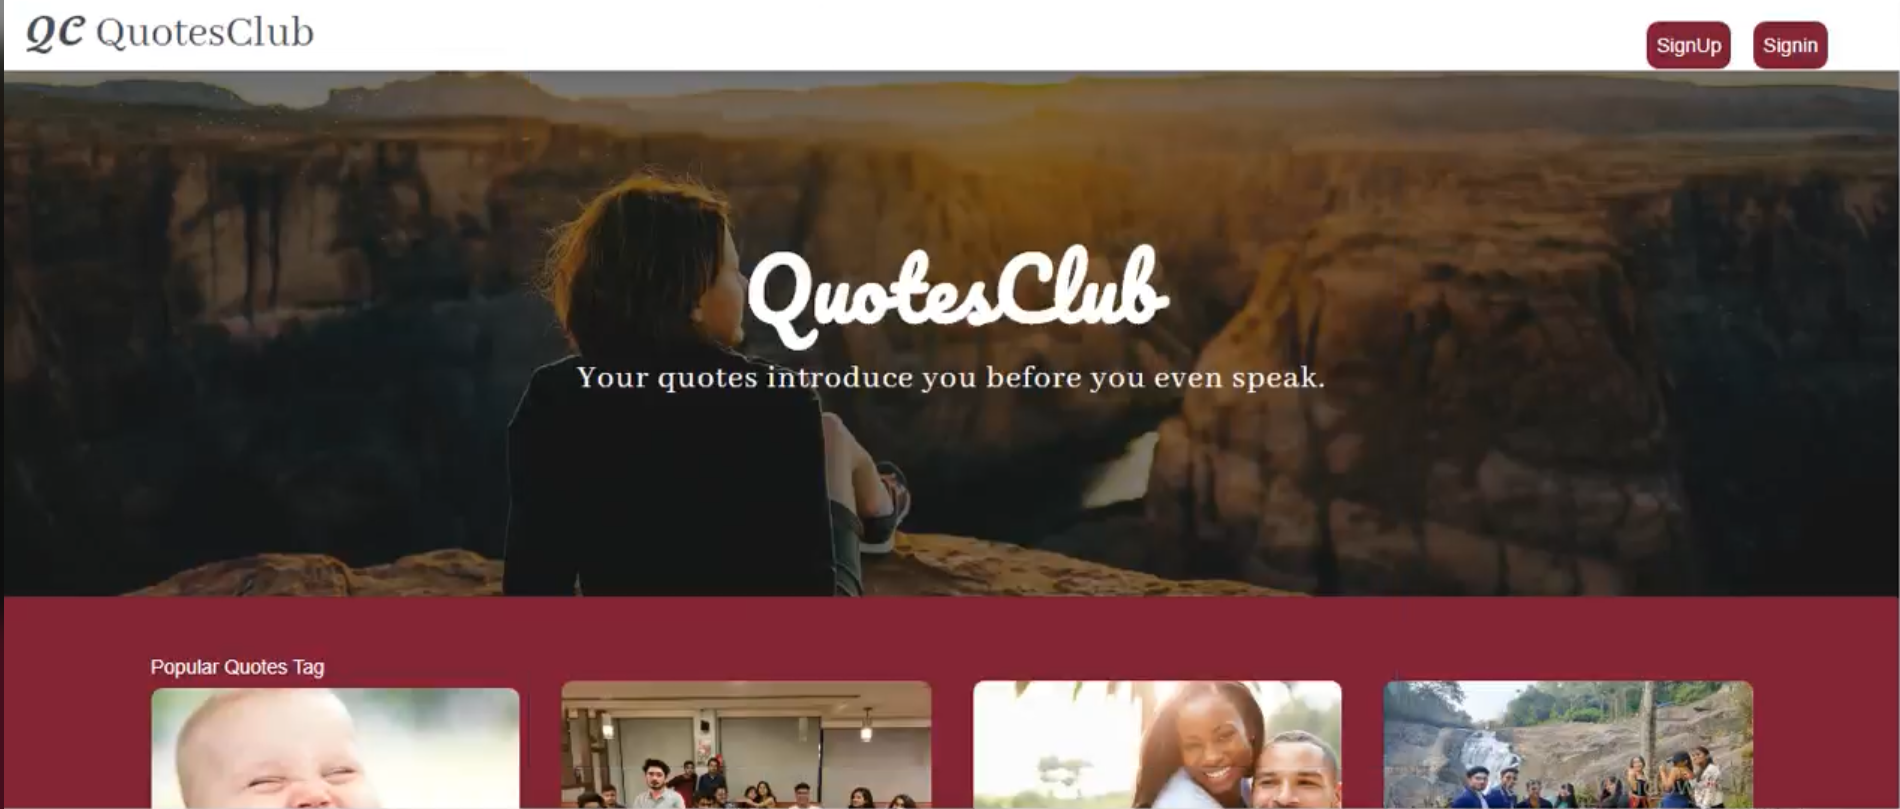 QC QuotesClub
SignUp Signin
QuotesClub
Your quotes introduce you before you even speak.
Popular Quotes Tag